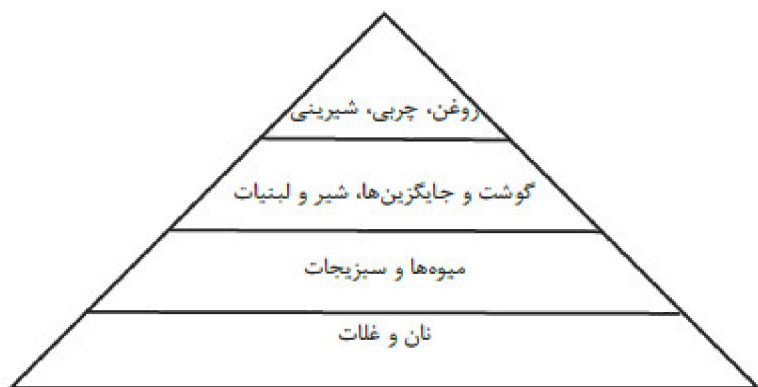 روغن، چربی، شیرینی
گوشت و جایگزین‌ها، شیر و لبنیات
میوه‌ها و سبزیجات
نان و غلات